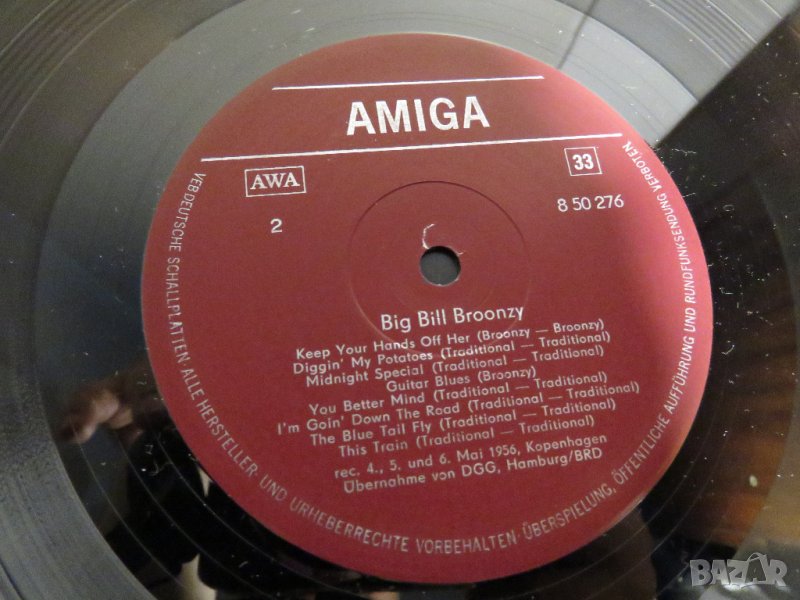 AMIGA
AWA
33
2
8 50 276
Big Bill Broonzy
Keep Your Hands Off Her (Broonzy — Broonzy)
Diggin' My Potatoes (Traditional — Traditional)
Midnight Special (Traditional — Traditional)
Guitar Blues (Broonzy)
You Better Mind (Traditional — Traditional)
I'm Goin' Down The Road (Traditional — Traditional)
The Blue Tail Fly (Traditional — Traditional)
This Train (Traditional — Traditional)
rec. 4., 5. und 6. Mai 1956, Kopenhagen
Übernahme von DGG, Hamburg/BRD
VEB DEUTSCHE SCHALLPLATTEN ALLE HERSTELLER- UND URHEBERRECHTE VORBEHALTEN · ÜBERSPIELUNG, ÖFFENTLICHE AUFFÜHRUNG UND RUNDFUNKSENDUNG VERBOTEN
BAZAR